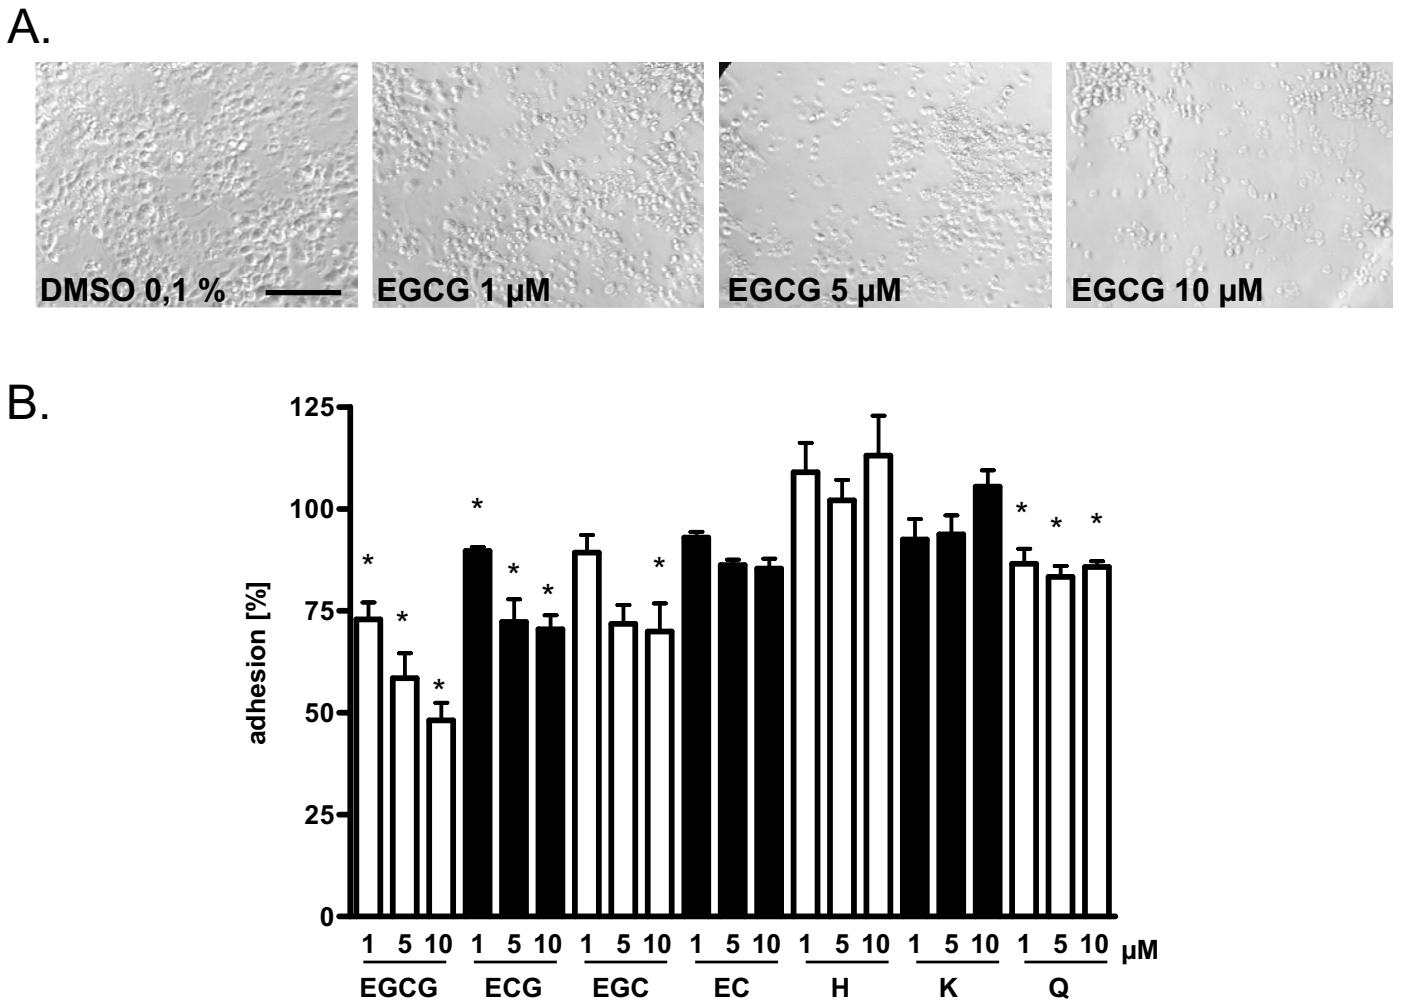 A.
DMSO 0,1 %
EGCG 1 µM
EGCG 5 µM
EGCG 10 µM
B.
adhesion [%]
125
100
75
50
25
0
* * * * * * * * * *
1 5 10 1 5 10 1 5 10 1 5 10 1 5 10 1 5 10 1 5 10 µM
EGCG ECG EGC EC H K Q